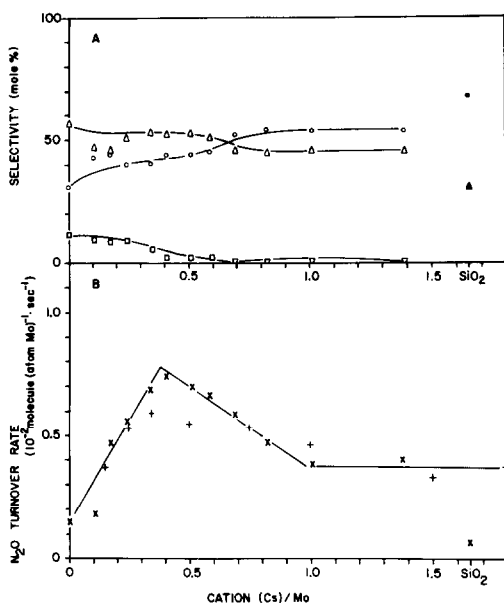 A
SELECTIVITY (mole %)
100
50
0
0.5
1.0
1.5
SiO₂
B
N₂O TURNOVER RATE
(10⁻² molecule (atom Mo)⁻¹· sec⁻¹)
1.0
0.5
0
0
0.5
1.0
1.5
SiO₂
CATION (Cs) / Mo